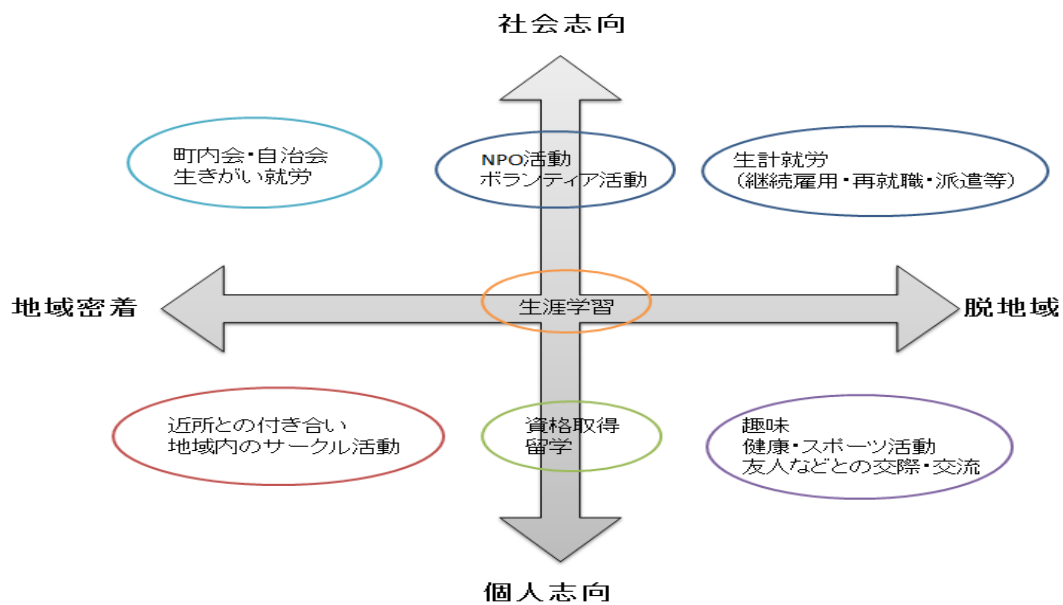 社会志向
町内会・自治会
生きがい就労
NPO活動
ボランティア活動
生計就労
（継続雇用・再就職・派遣等）
地域密着
生涯学習
脱地域
近所との付き合い
地域内のサークル活動
資格取得
留学
趣味
健康・スポーツ活動
友人などとの交際・交流
個人志向